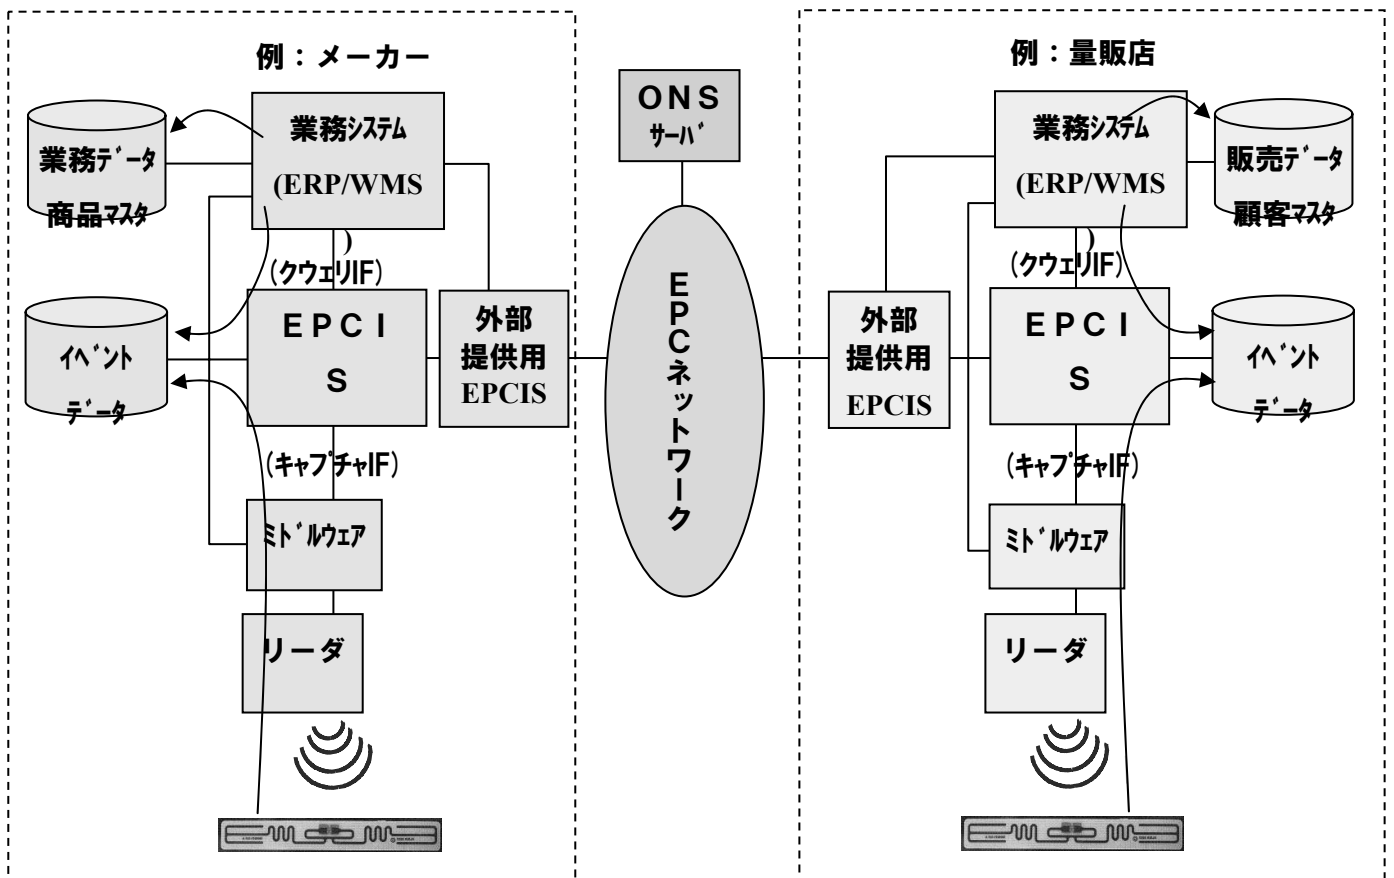 例：メーカー
業務システム
(ERP/WMS
)
業務データ
商品マスタ
(クウェリIF)
EPCI
S
外部
提供用
EPCIS
イベント
データ
(キャプチャIF)
ミドルウェア
リーダ
ONS
サーバ
EPCネットワーク
例：量販店
業務システム
(ERP/WMS
)
販売データ
顧客マスタ
(クウェリIF)
外部
提供用
EPCIS
EPCI
S
イベント
データ
(キャプチャIF)
ミドルウェア
リーダ